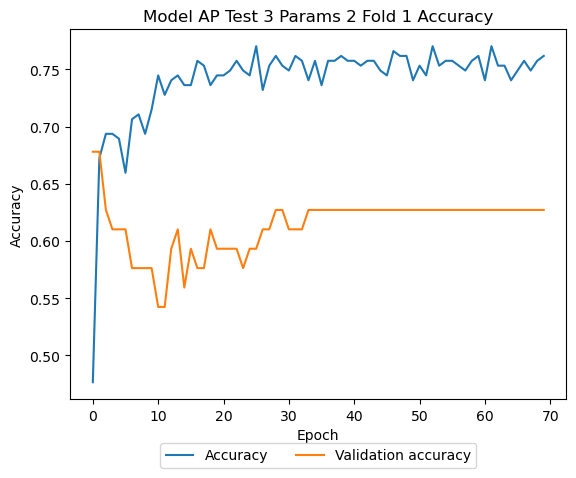 Model AP Test 3 Params 2 Fold 1 Accuracy
0.75
0.70
0.65
0.60
0.55
0.50
Accuracy
0 10 20 30 40 50 60 70
Epoch
Accuracy Validation accuracy